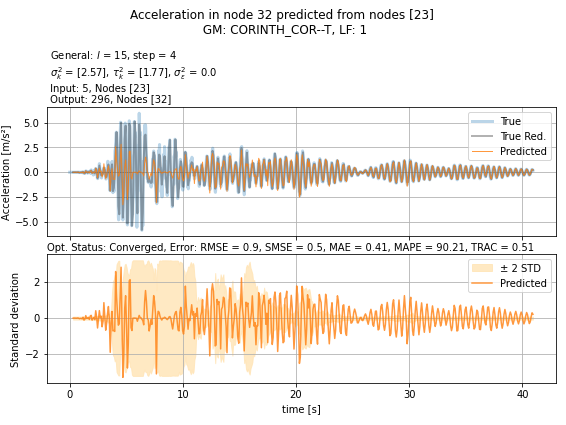 Acceleration in node 32 predicted from nodes [23]
GM: CORINTH_COR--T, LF: 1
General: l = 15, step = 4
σ²ₖ = [2.57], τ²ₖ = [1.77], σ²ₑ = 0.0
Input: 5, Nodes [23]
Output: 296, Nodes [32]
Acceleration [m/s²]
5.0
2.5
0.0
−2.5
−5.0
True
True Red.
Predicted
Opt. Status: Converged, Error: RMSE = 0.9, SMSE = 0.5, MAE = 0.41, MAPE = 90.21, TRAC = 0.51
Standard deviation
2
0
−2
± 2 STD
Predicted
0
10
20
30
40
time [s]